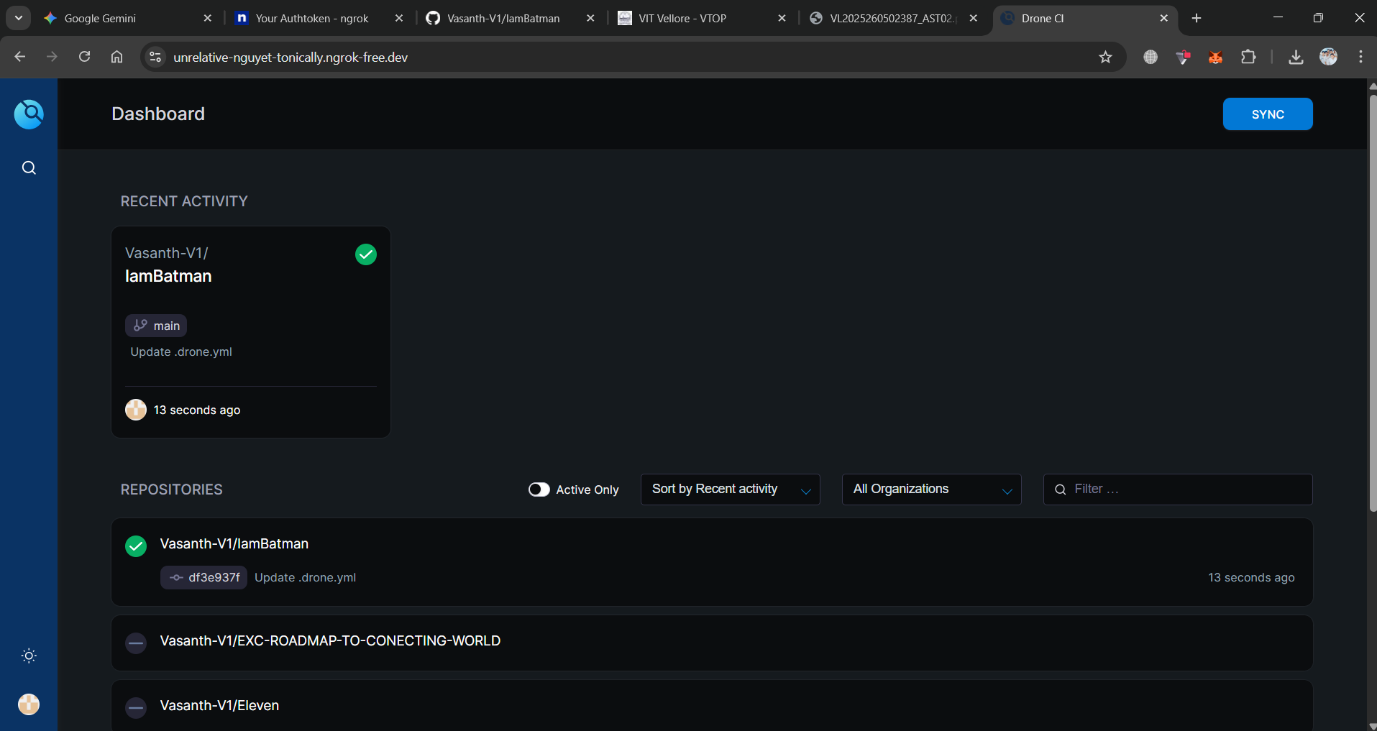 Google Gemini
Your Authtoken - ngrok
Vasanth-V1/IamBatman
VIT Vellore - VTOP
VL2025260502387_AST02.
Drone CI
unrelative-nguyet-tonically.ngrok-free.dev
Dashboard
SYNC
RECENT ACTIVITY
Vasanth-V1/
IamBatman
main
Update .drone.yml
13 seconds ago
REPOSITORIES
Active Only
Sort by Recent activity
All Organizations
Filter …
Vasanth-V1/IamBatman
df3e937f Update .drone.yml
13 seconds ago
Vasanth-V1/EXC-ROADMAP-TO-CONECTING-WORLD
Vasanth-V1/Eleven